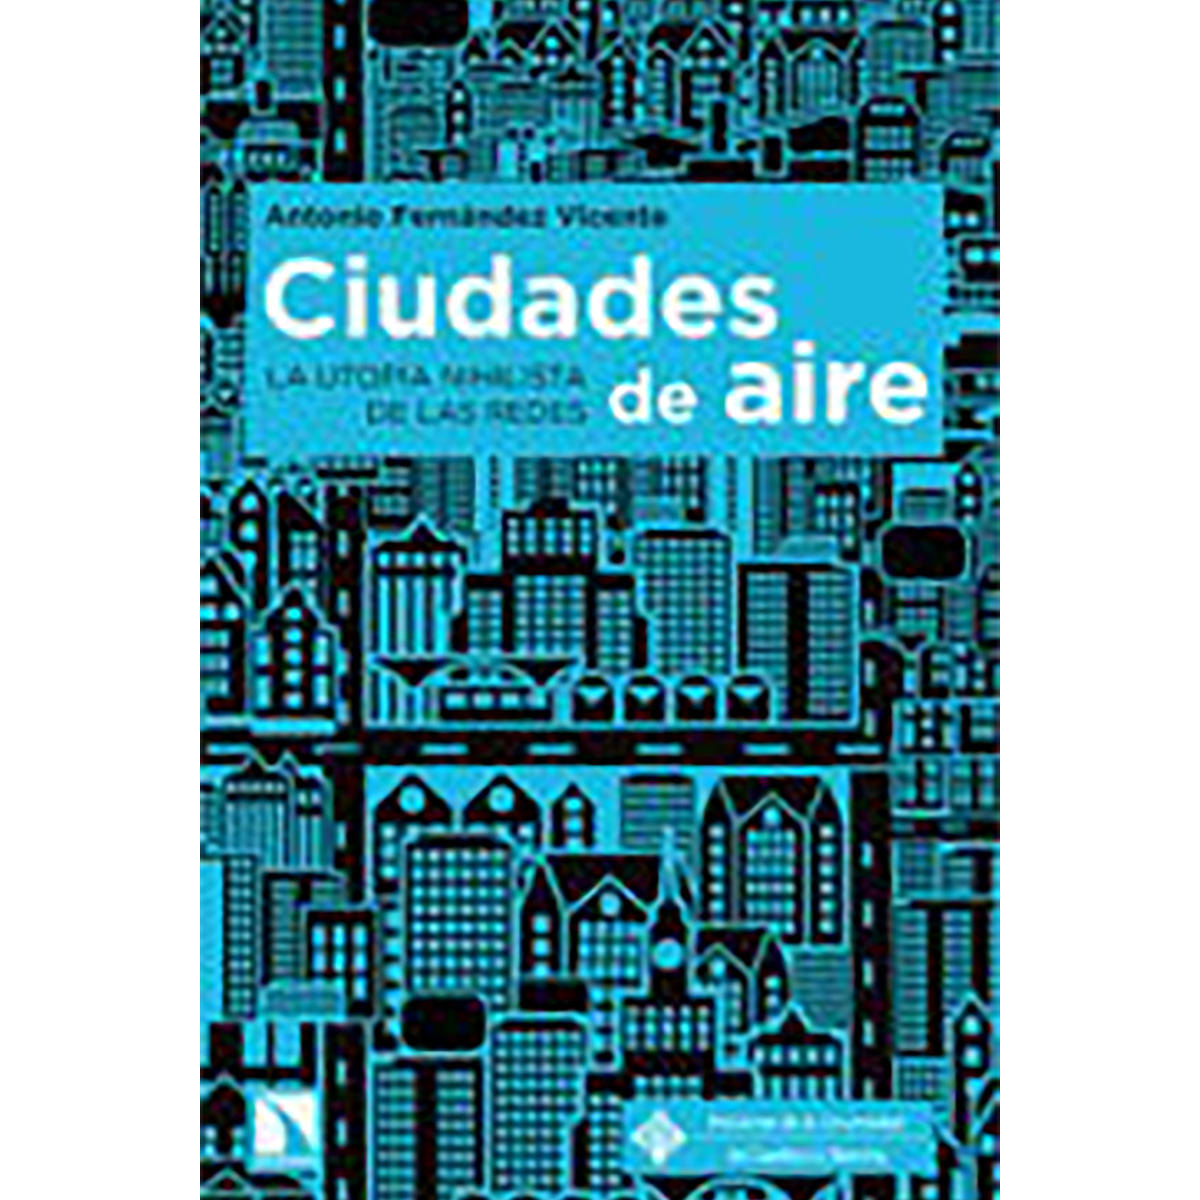 Antonio Fernández Vicente
Ciudades
de aire
LA UTOPÍA NIHILISTA
DE LAS REDES